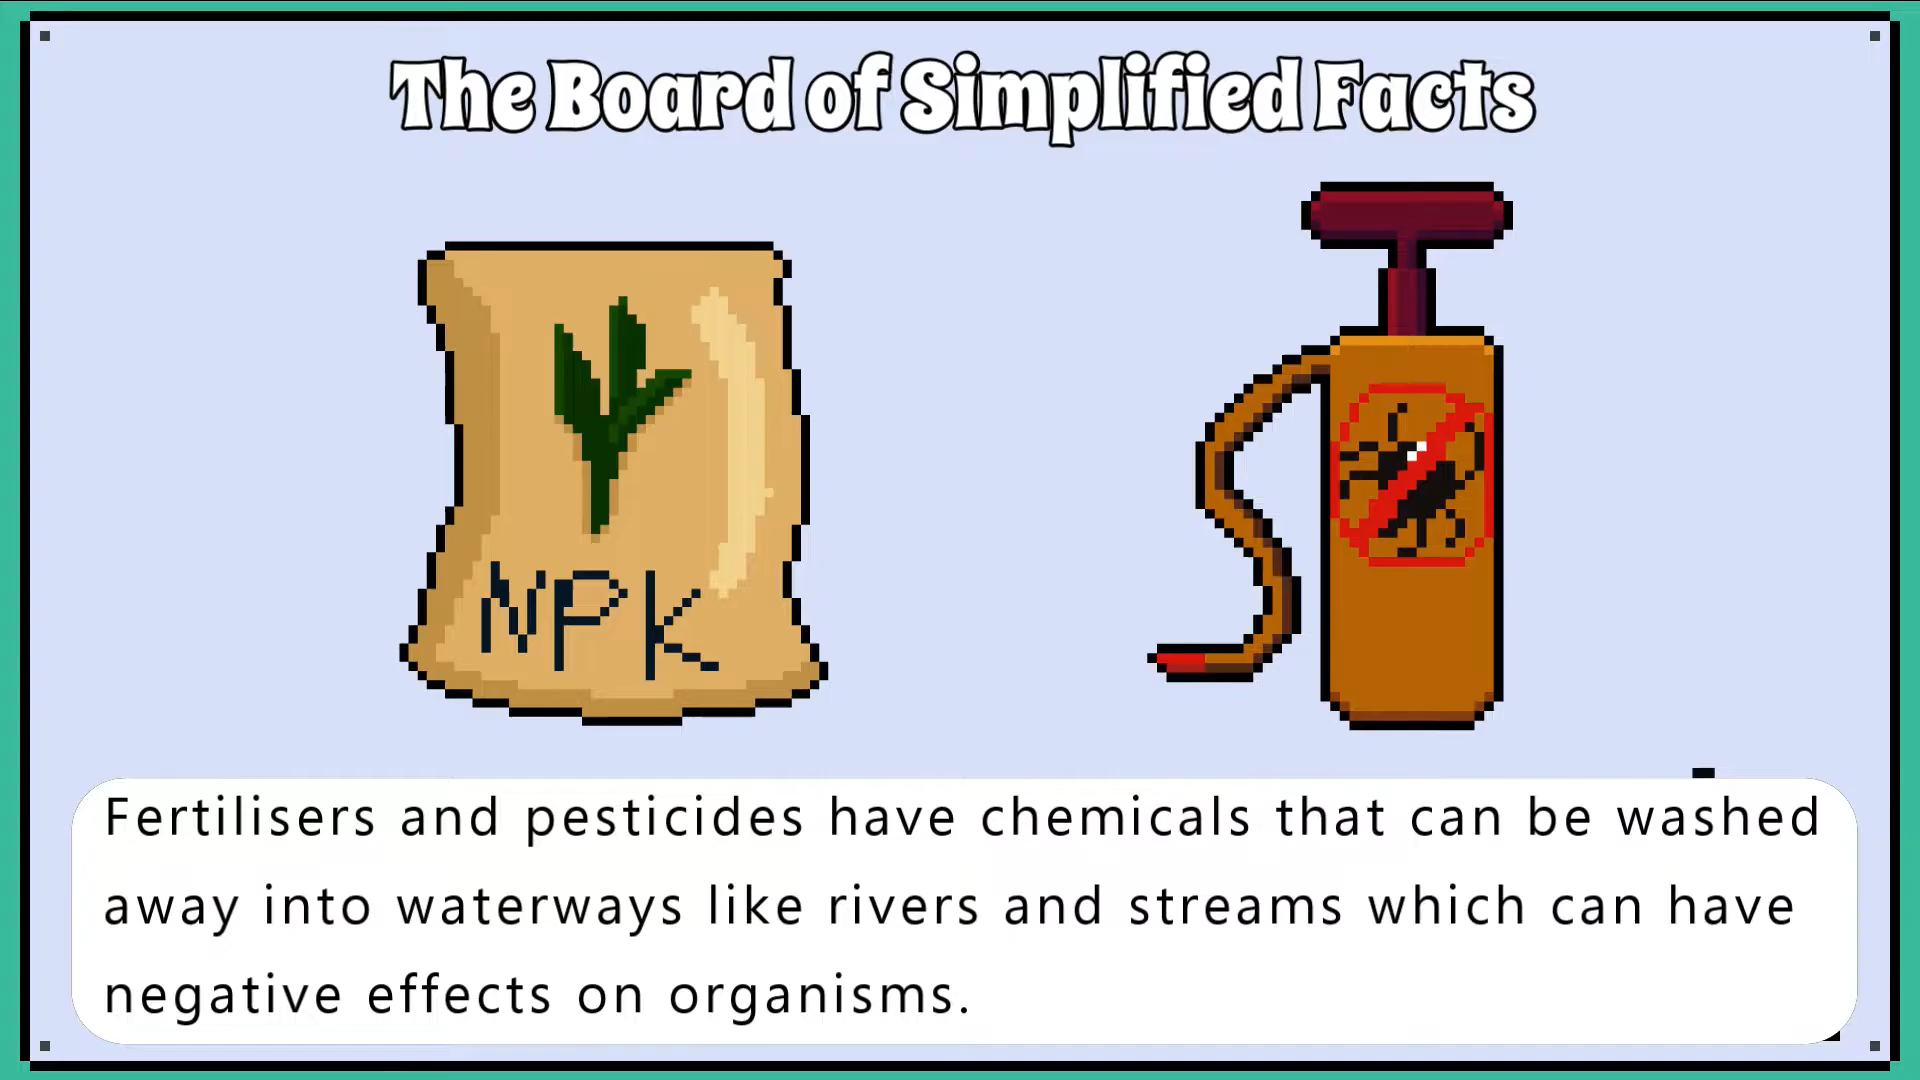 The Board of Simplified Facts
NPK
Fertilisers and pesticides have chemicals that can be washed
away into waterways like rivers and streams which can have
negative effects on organisms.